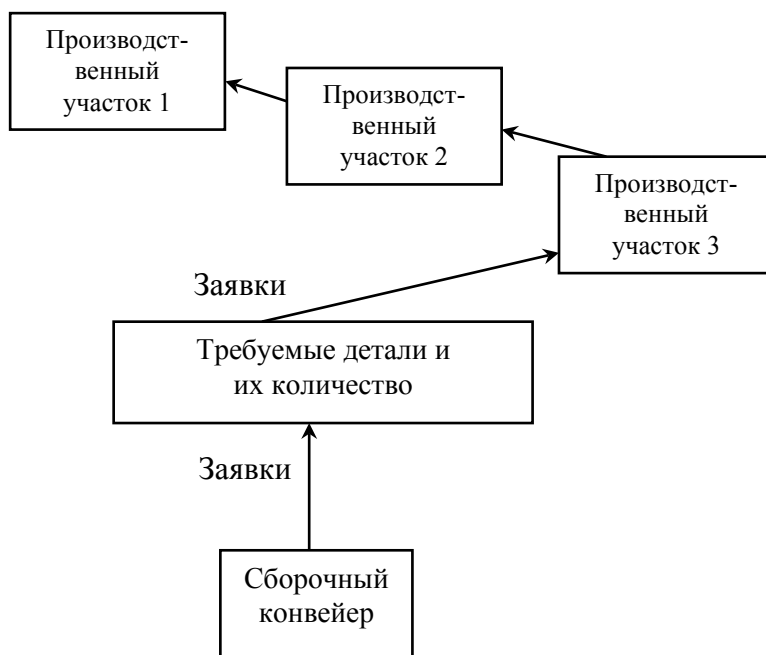 Производст-
венный
участок 1
Производст-
венный
участок 2
Производст-
венный
участок 3
Заявки
Требуемые детали и
их количество
Заявки
Сборочный
конвейер